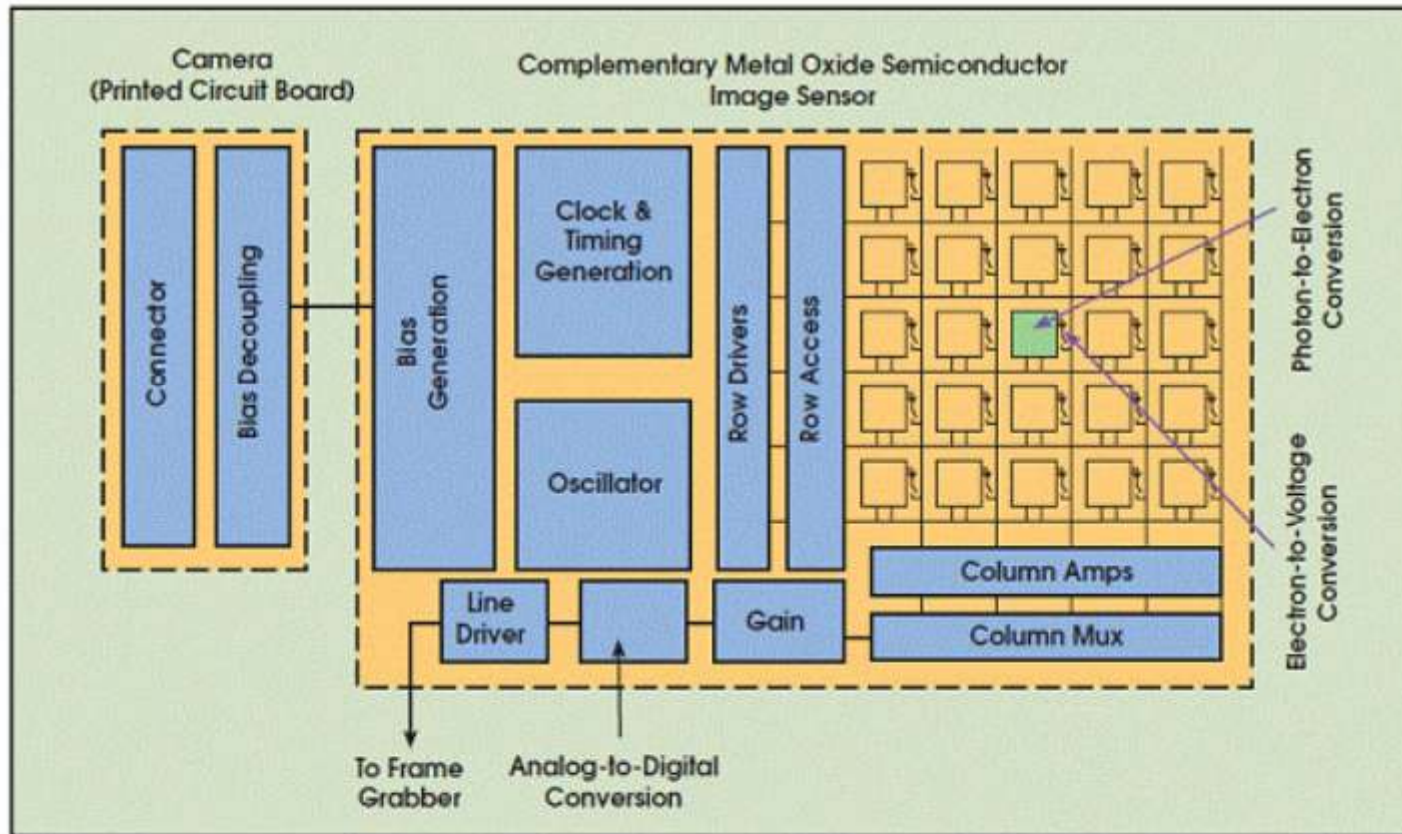 Camera
(Printed Circuit Board)
Complementary Metal Oxide Semiconductor
Image Sensor
Connector
Bias Decoupling
Bias
Generation
Clock &
Timing
Generation
Oscillator
Row Drivers
Row Access
Photon-to-Electron
Conversion
Electron-to-Voltage
Conversion
Column Amps
Column Mux
Line
Driver
Gain
To Frame
Grabber
Analog-to-Digital
Conversion